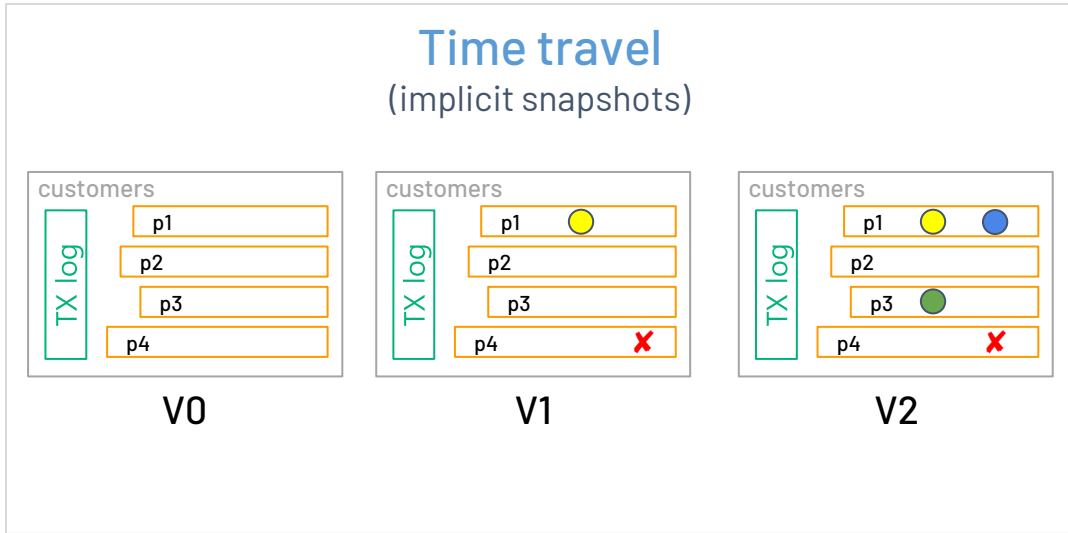 Time travel
(implicit snapshots)
customers
TX log
p1
p2
p3
p4
V0
customers
TX log
p1
p2
p3
p4
V1
customers
TX log
p1
p2
p3
p4
V2